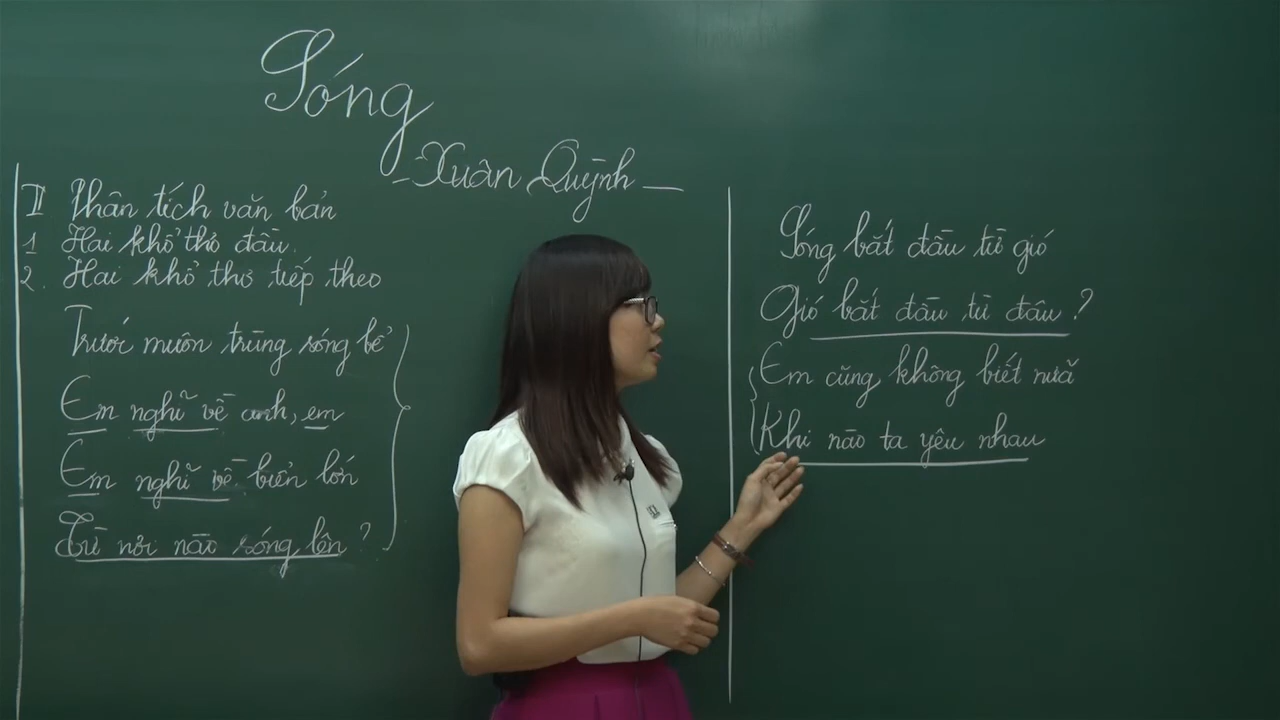 Sóng
- Xuân Quỳnh -
II Phân tích văn bản
1 Hai khổ thơ đầu.
2. Hai khổ thơ tiếp theo
Trước muôn trùng sóng bể
Em nghĩ về anh, em
Em nghĩ về biển lớn
Từ nơi nào sóng lên?
Sóng bắt đầu từ gió
Gió bắt đầu từ đâu?
Em cũng không biết nữa
Khi nào ta yêu nhau